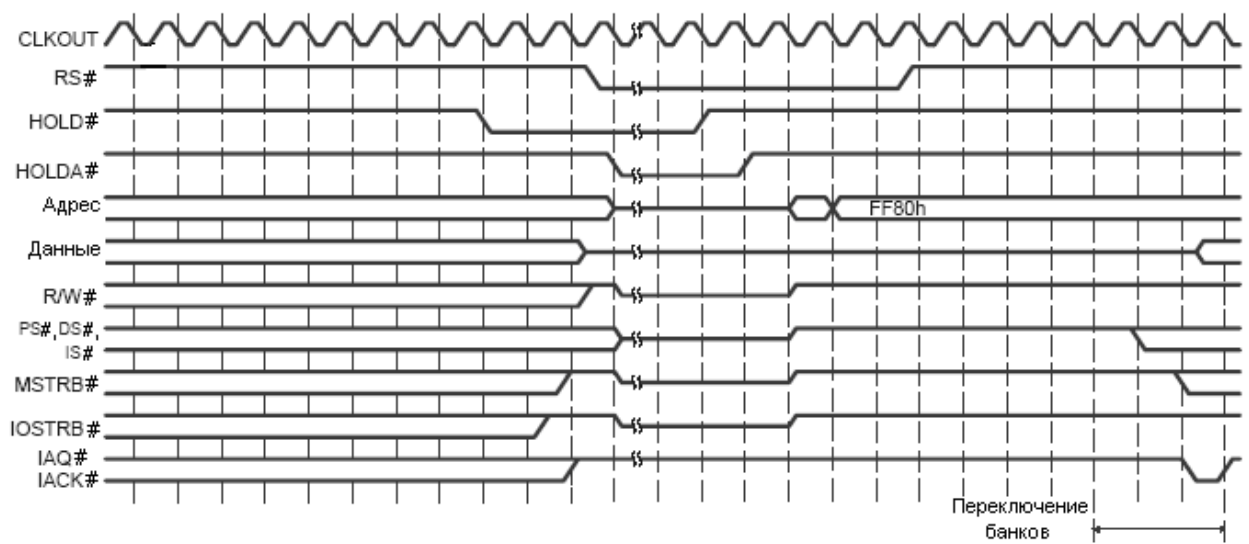 CLKOUT
RS#
HOLD#
HOLDA#
Адрес
FF80h
Данные
R/W#
PS#,DS#,
IS#
MSTRB#
IOSTRB#
IAQ#
IACK#
Переключение
банков